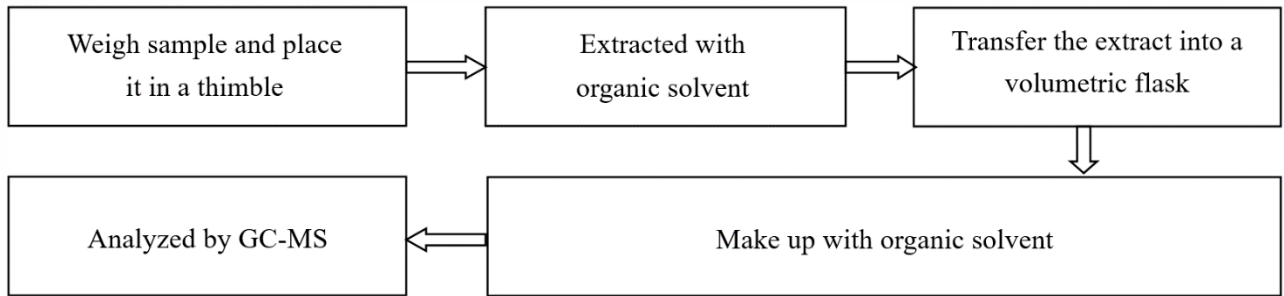 Weigh sample and place
it in a thimble
Extracted with
organic solvent
Transfer the extract into a
volumetric flask
Make up with organic solvent
Analyzed by GC-MS